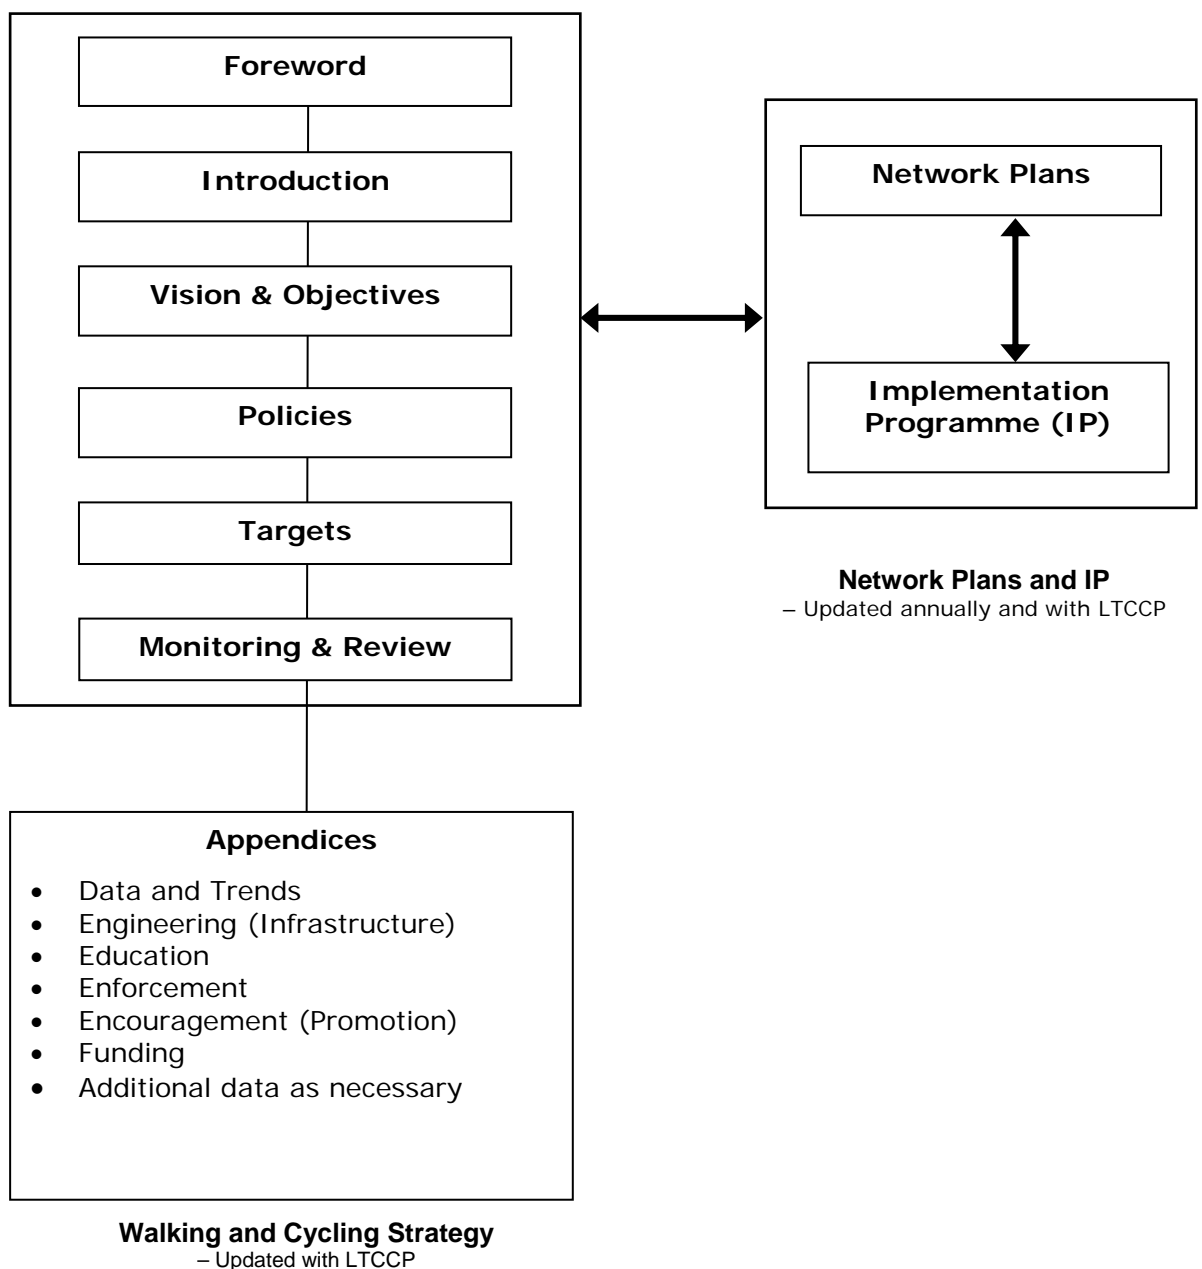 Foreword
Introduction
Vision & Objectives
Policies
Targets
Monitoring & Review
Appendices
• Data and Trends
• Engineering (Infrastructure)
• Education
• Enforcement
• Encouragement (Promotion)
• Funding
• Additional data as necessary
Walking and Cycling Strategy
– Updated with LTCCP
Network Plans
Implementation
Programme (IP)
Network Plans and IP
– Updated annually and with LTCCP